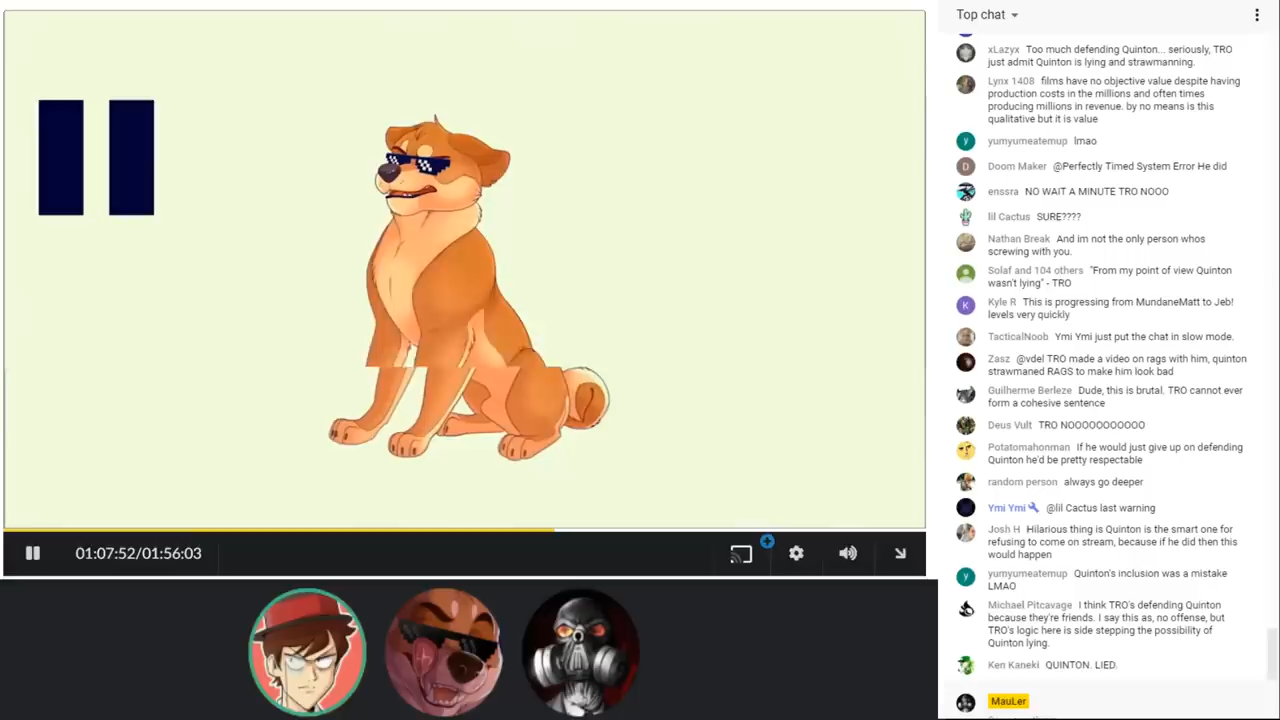 Top chat
xLazyx Too much defending Quinton... seriously, TRO
just admit Quinton is lying and strawmanning.
Lynx 1408 films have no objective value despite having
production costs in the millions and often times
producing millions in revenue. by no means is this
qualitative but it is value
y
yumyumeatemup lmao
D
Doom Maker @Perfectly Timed System Error He did
enssra NO WAIT A MINUTE TRO NOOO
lil Cactus SURE????
Nathan Break And im not the only person whos
screwing with you.
Solaf and 104 others "From my point of view Quinton
wasn't lying" - TRO
K
Kyle R This is progressing from MundaneMatt to Jeb!
levels very quickly
TacticalNoob Ymi Ymi just put the chat in slow mode.
Zasz @vdel TRO made a video on rags with him, quinton
strawmaned RAGS to make him look bad
Guilherme Berleze Dude, this is brutal. TRO cannot ever
form a cohesive sentence
Deus Vult TRO NOOOOOOOOOOO
Potatomahonman If he would just give up on defending
Quinton he'd be pretty respectable
random person always go deeper
Ymi Ymi @lil Cactus last warning
Josh H Hilarious thing is Quinton is the smart one for
refusing to come on stream, because if he did then this
would happen
y
yumyumeatemup Quinton's inclusion was a mistake
LMAO
Michael Pitcavage I think TRO's defending Quinton
because they're friends. I say this as, no offense, but
TRO's logic here is side stepping the possibility of
Quinton lying.
Ken Kaneki QUINTON. LIED.
MauLer
01:07:52/01:56:03